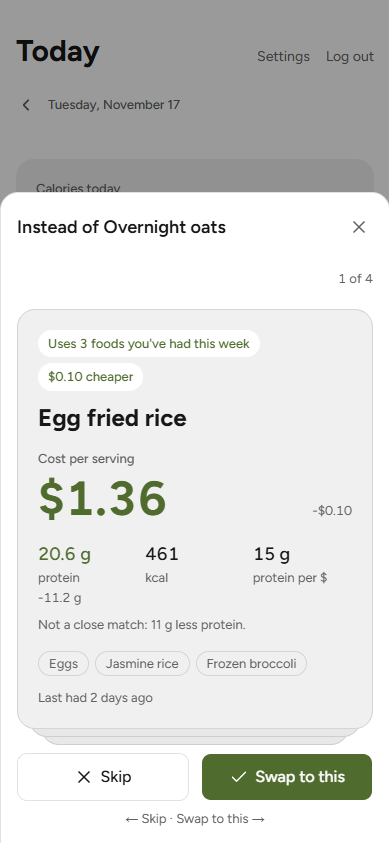 Today
Settings
Log out
Tuesday, November 17
Calories today
Instead of Overnight oats
1 of 4
Uses 3 foods you've had this week
$0.10 cheaper
Egg fried rice
Cost per serving
$1.36
-$0.10
20.6 g
461
15 g
protein
kcal
protein per $
-11.2 g
Not a close match: 11 g less protein.
Eggs
Jasmine rice
Frozen broccoli
Last had 2 days ago
Skip
Swap to this
← Skip · Swap to this →